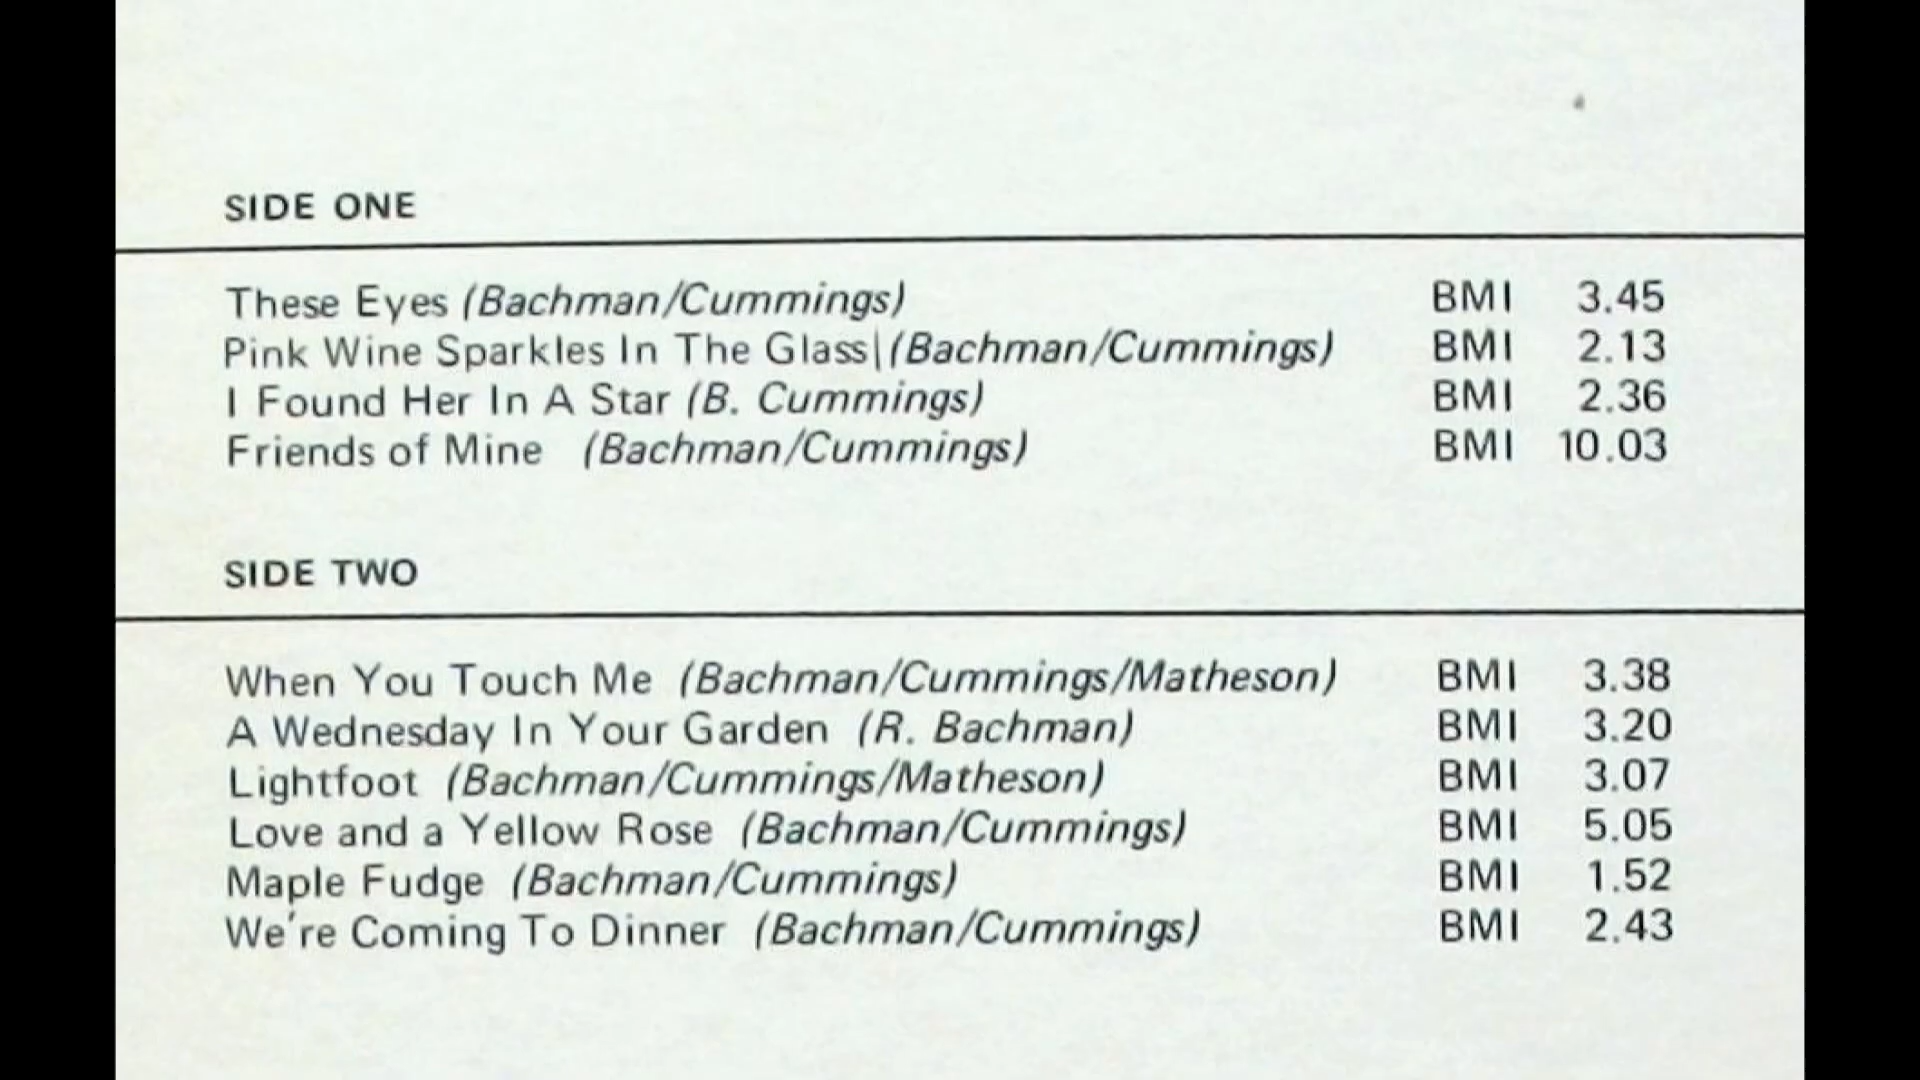 SIDE ONE
These Eyes (Bachman/Cummings) BMI 3.45
Pink Wine Sparkles In The Glass (Bachman/Cummings) BMI 2.13
I Found Her In A Star (B. Cummings) BMI 2.36
Friends of Mine (Bachman/Cummings) BMI 10.03
SIDE TWO
When You Touch Me (Bachman/Cummings/Matheson) BMI 3.38
A Wednesday In Your Garden (R. Bachman) BMI 3.20
Lightfoot (Bachman/Cummings/Matheson) BMI 3.07
Love and a Yellow Rose (Bachman/Cummings) BMI 5.05
Maple Fudge (Bachman/Cummings) BMI 1.52
We're Coming To Dinner (Bachman/Cummings) BMI 2.43